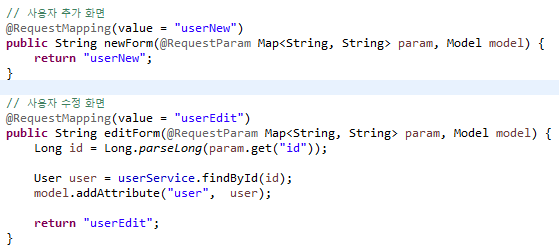 // 사용자 추가 화면
@RequestMapping(value = "userNew")
public String newForm(@RequestParam Map<String, String> param, Model model) {
    return "userNew";
}
// 사용자 수정 화면
@RequestMapping(value = "userEdit")
public String editForm(@RequestParam Map<String, String> param, Model model) {
    Long id = Long.parseLong(param.get("id"));
    User user = userService.findById(id);
    model.addAttribute("user",  user);
    return "userEdit";
}